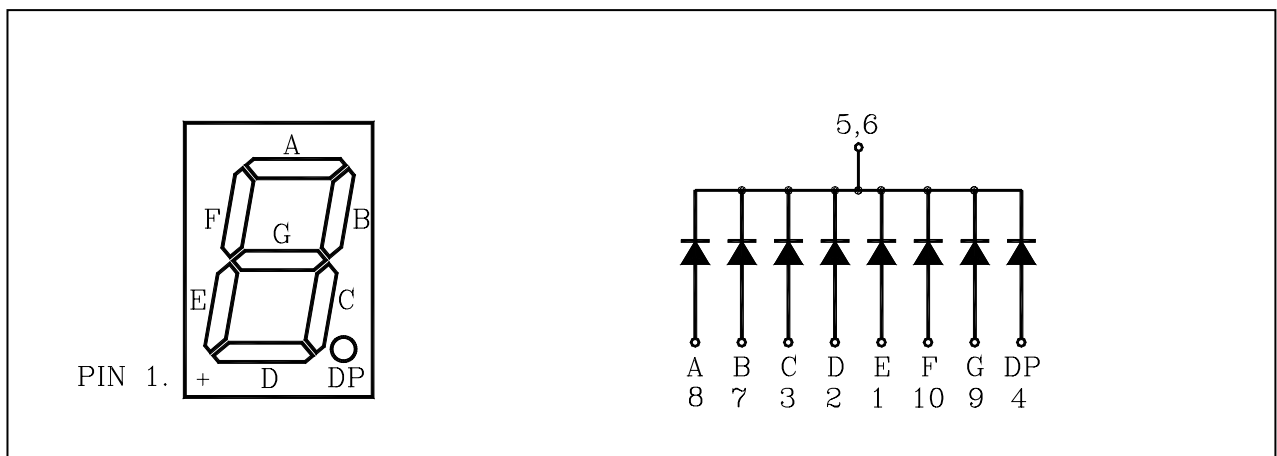 A
F B
G
E C
PIN 1. + D DP
5,6
A B C D E F G DP
8 7 3 2 1 10 9 4